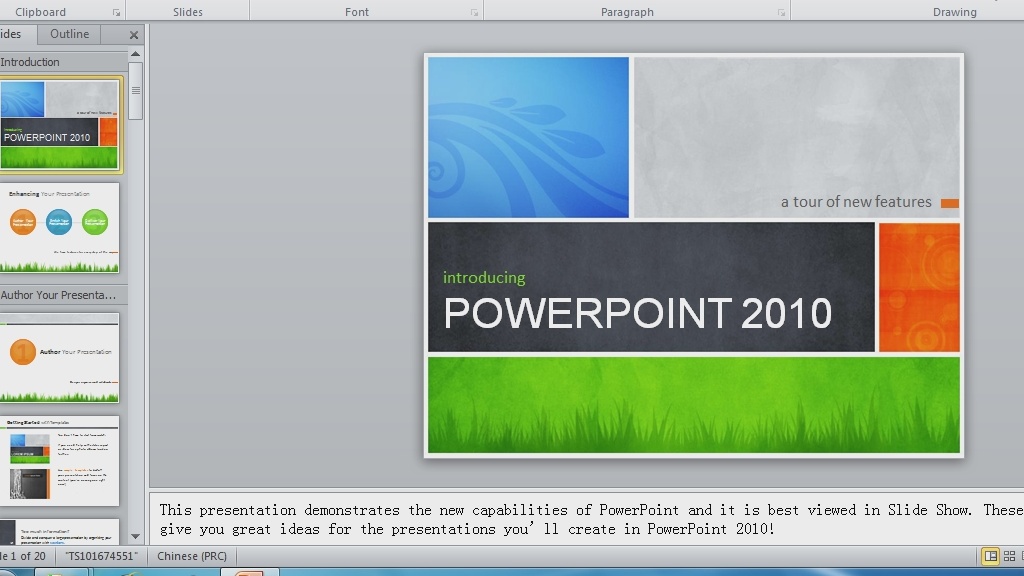 Clipboard
Slides
Font
Paragraph
Drawing
ides
Outline
Introduction
introducing
POWERPOINT 2010
Enhancing Your Presentation
Author Your Presenta...
1
Author Your Presentation
Getting Started with Templates
a tour of new features
introducing
POWERPOINT 2010
This presentation demonstrates the new capabilities of PowerPoint and it is best viewed in Slide Show. These
give you great ideas for the presentations you'll create in PowerPoint 2010!
le 1 of 20
"TS101674551"
Chinese (PRC)